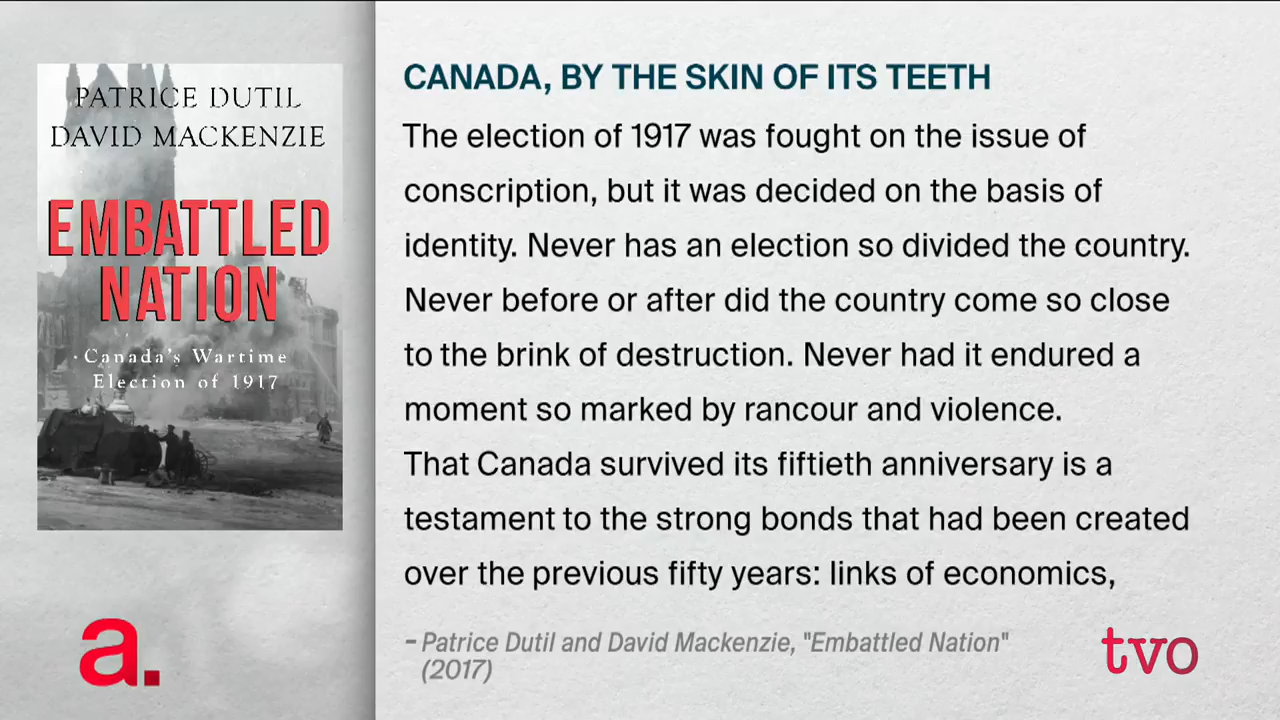 PATRICE DUTIL
DAVID MACKENZIE
EMBATTLED
NATION
Canada's Wartime
Election of 1917
a.
CANADA, BY THE SKIN OF ITS TEETH
The election of 1917 was fought on the issue of
conscription, but it was decided on the basis of
identity. Never has an election so divided the country.
Never before or after did the country come so close
to the brink of destruction. Never had it endured a
moment so marked by rancour and violence.
That Canada survived its fiftieth anniversary is a
testament to the strong bonds that had been created
over the previous fifty years: links of economics,
– Patrice Dutil and David Mackenzie, "Embattled Nation"
(2017)
tvo